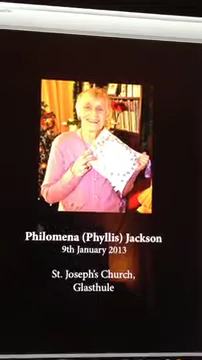 Philomena (Phyllis) Jackson
9th January 2013
St. Joseph's Church,
Glasthule